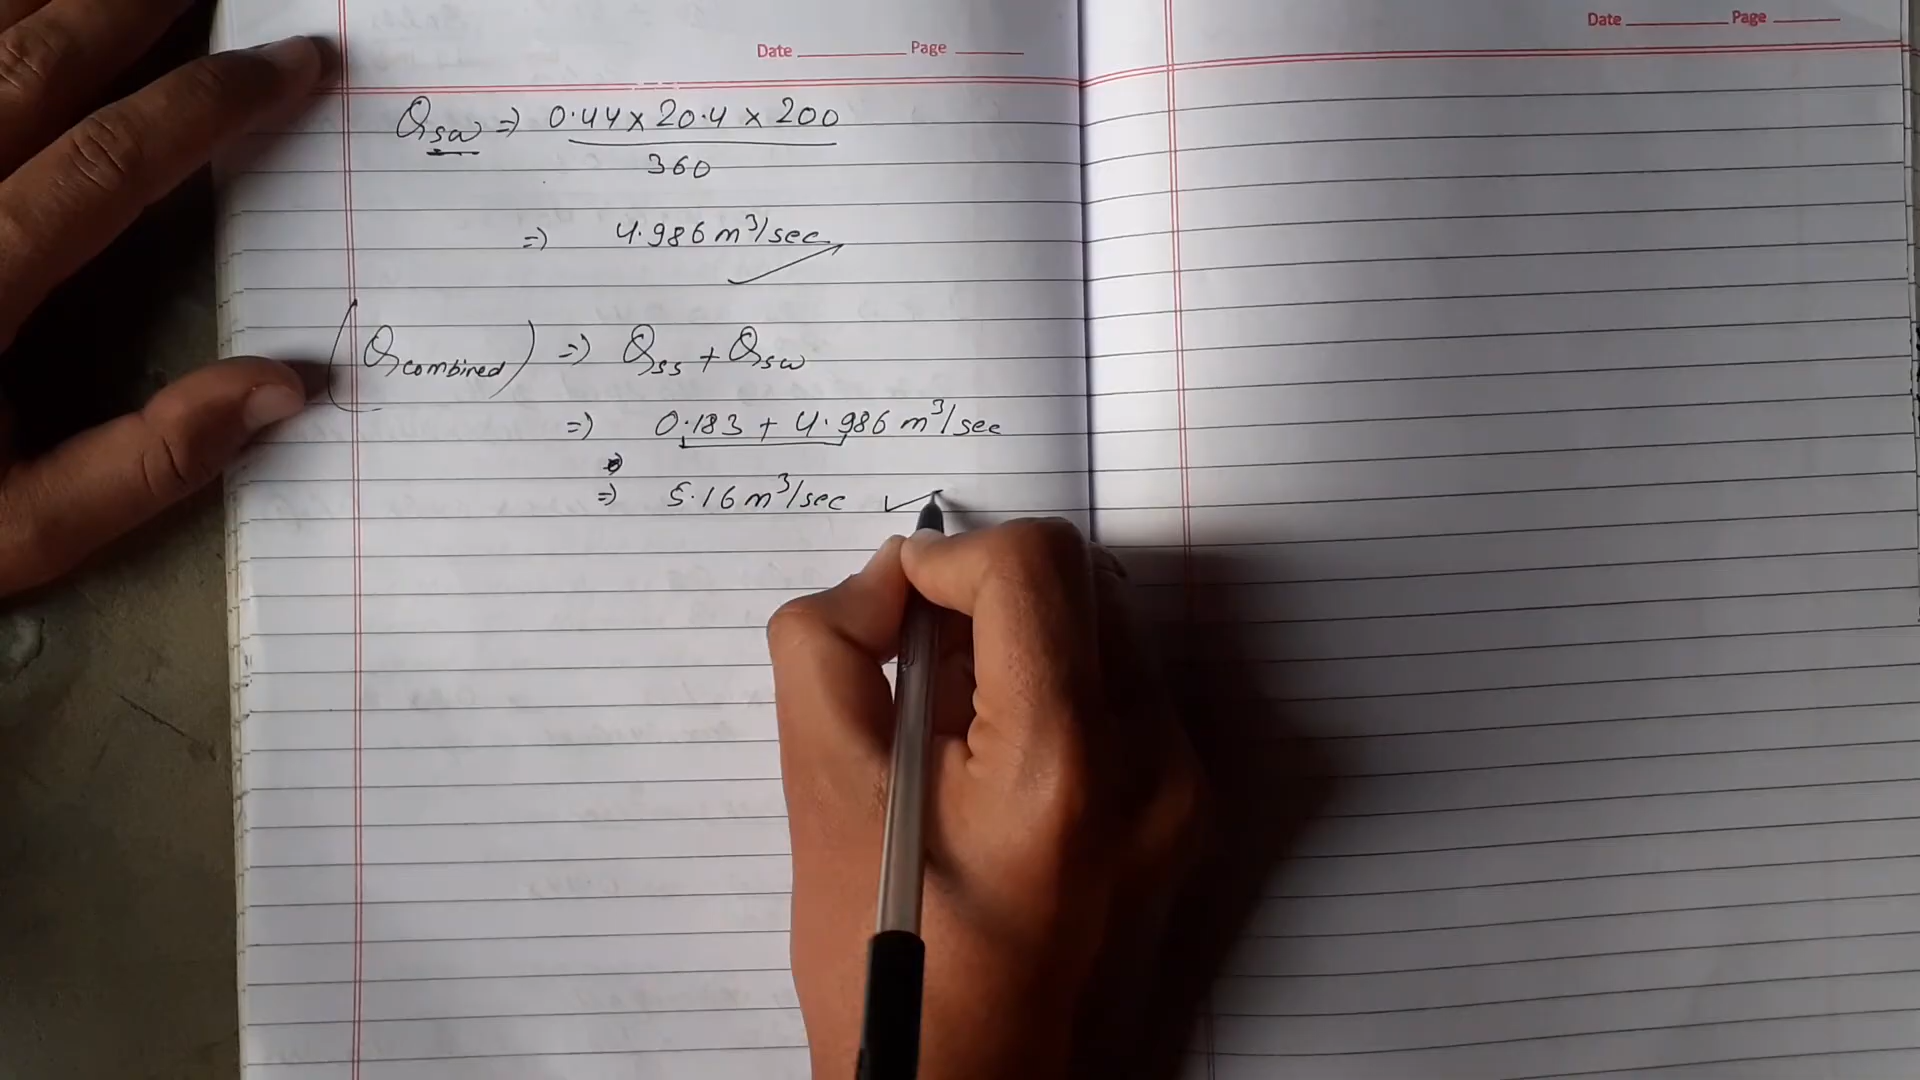 Date Page
Date Page
Qsw => 0.44 x 20.4 x 200
360
=> 4.986 m³/sec
(Qcombined) => Qss + Qsw
=> 0.183 + 4.986 m³/sec
=> 5.16 m³/sec ✓